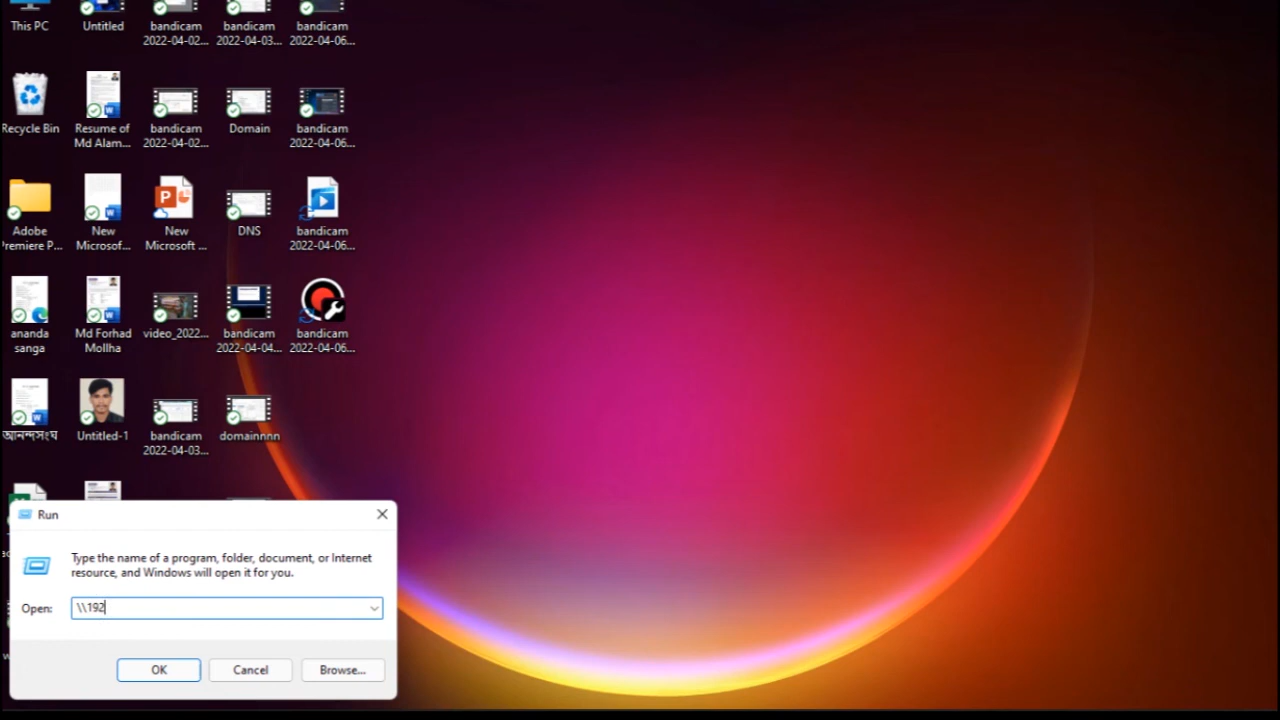 This PC
Untitled
bandicam
2022-04-02...
bandicam
2022-04-03...
bandicam
2022-04-06...
Recycle Bin
Resume of
Md Alam...
bandicam
2022-04-02...
Domain
bandicam
2022-04-06...
Adobe
Premiere P...
New
Microsof...
New
Microsoft ...
DNS
bandicam
2022-04-06...
ananda
sanga
Md Forhad
Mollha
video_2022...
bandicam
2022-04-04...
bandicam
2022-04-06...
আনন্দসংঘ
Untitled-1
bandicam
2022-04-03...
domainnnn
Run
Type the name of a program, folder, document, or Internet
resource, and Windows will open it for you.
Open:
\\192
OK
Cancel
Browse...